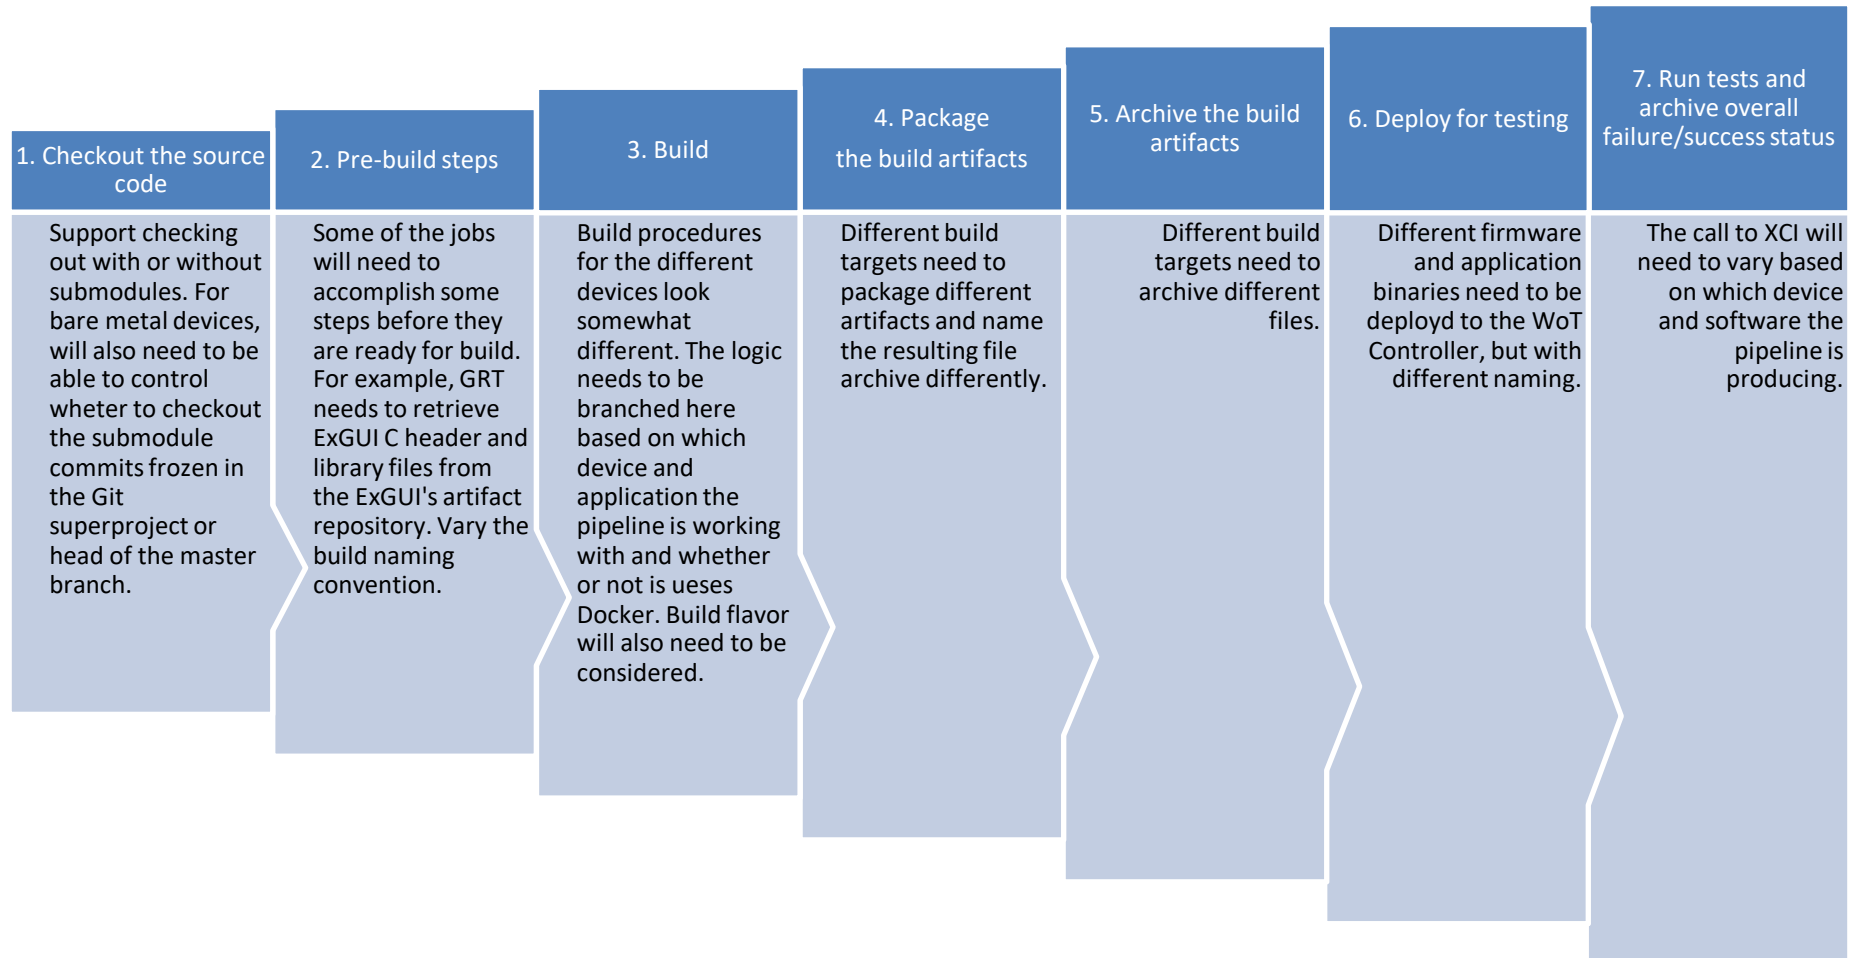 1. Checkout the source
code
Support checking
out with or without
submodules. For
bare metal devices,
will also need to be
able to control
wheter to checkout
the submodule
commits frozen in
the Git
superproject or
head of the master
branch.
2. Pre-build steps
Some of the jobs
will need to
accomplish some
steps before they
are ready for build.
For example, GRT
needs to retrieve
ExGUI C header and
library files from
the ExGUI's artifact
repository. Vary the
build naming
convention.
3. Build
Build procedures
for the different
devices look
somewhat
different. The logic
needs to be
branched here
based on which
device and
application the
pipeline is working
with and whether
or not is ueses
Docker. Build flavor
will also need to be
considered.
4. Package
the build artifacts
Different build
targets need to
package different
artifacts and name
the resulting file
archive differently.
5. Archive the build
artifacts
Different build
targets need to
archive different
files.
6. Deploy for testing
Different firmware
and application
binaries need to be
deployd to the WoT
Controller, but with
different naming.
7. Run tests and
archive overall
failure/success status
The call to XCI will
need to vary based
on which device
and software the
pipeline is
producing.